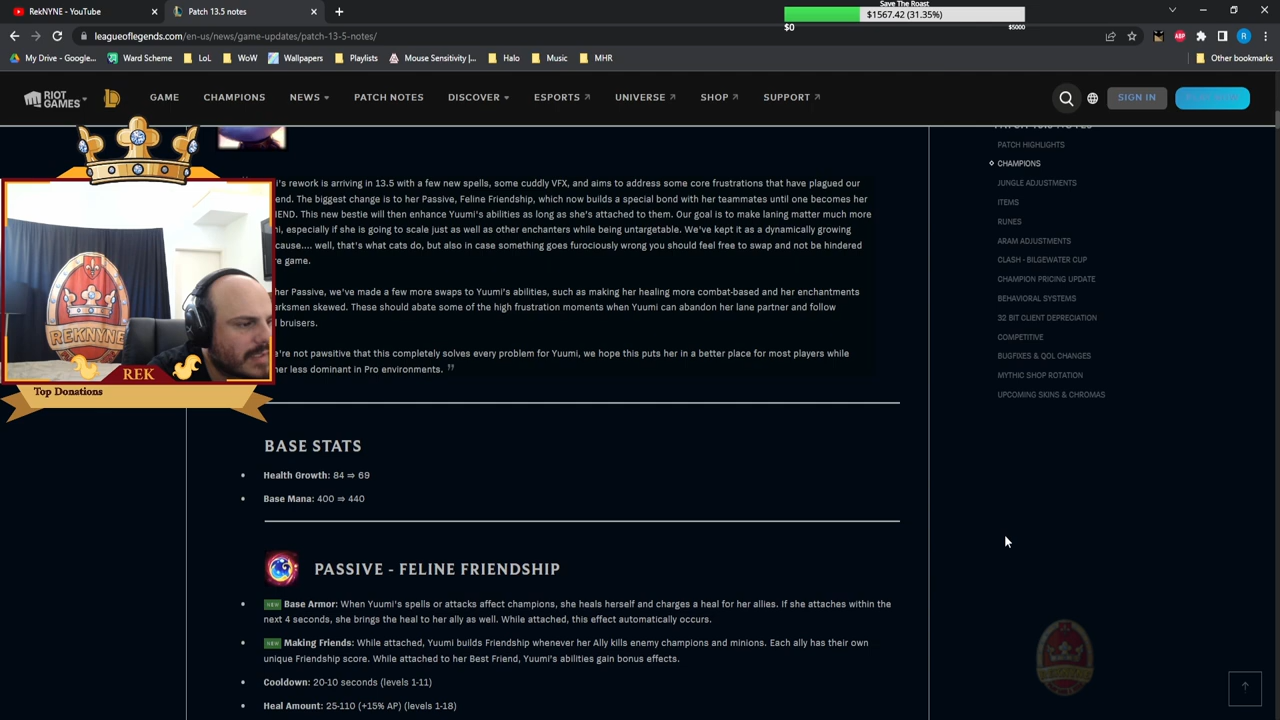 RekNYNE - YouTube
Patch 13.5 notes
Save The Roast
$1567.42 (31.35%)
$0
$5000
leagueoflegends.com/en-us/news/game-updates/patch-13-5-notes/
ABP
R
My Drive - Google...
Ward Scheme
LoL
WoW
Wallpapers
Playlists
Mouse Sensitivity |...
Halo
Music
MHR
Other bookmarks
RIOT GAMES
GAME
CHAMPIONS
NEWS
PATCH NOTES
DISCOVER
ESPORTS
UNIVERSE
SHOP
SUPPORT
SIGN IN
PATCH HIGHLIGHTS
CHAMPIONS
JUNGLE ADJUSTMENTS
ITEMS
RUNES
ARAM ADJUSTMENTS
CLASH - BILGEWATER CUP
CHAMPION PRICING UPDATE
BEHAVIORAL SYSTEMS
32 BIT CLIENT DEPRECIATION
COMPETITIVE
BUGFIXES & QOL CHANGES
MYTHIC SHOP ROTATION
UPCOMING SKINS & CHROMAS
i's rework is arriving in 13.5 with a few new spells, some cuddly VFX, and aims to address some core frustrations that have plagued our
end. The biggest change is to her Passive, Feline Friendship, which now builds a special bond with her teammates until one becomes her
IEND. This new bestie will then enhance Yuumi's abilities as long as she's attached to them. Our goal is to make laning matter much more
ni, especially if she is going to scale just as well as other enchanters while being untargetable. We've kept it as a dynamically growing
cause.... well, that's what cats do, but also in case something goes furociously wrong you should feel free to swap and not be hindered
re game.
her Passive, we've made a few more swaps to Yuumi's abilities, such as making her healing more combat-based and her enchantments
arksmen skewed. These should abate some of the high frustration moments when Yuumi can abandon her lane partner and follow
d bruisers.
e're not pawsitive that this completely solves every problem for Yuumi, we hope this puts her in a better place for most players while
her less dominant in Pro environments. ”
REKNYNE
REK
Top Donations
BASE STATS
• Health Growth: 84 ⇒ 69
• Base Mana: 400 ⇒ 440
PASSIVE - FELINE FRIENDSHIP
• NEW Base Armor: When Yuumi's spells or attacks affect champions, she heals herself and charges a heal for her allies. If she attaches within the
next 4 seconds, she brings the heal to her ally as well. While attached, this effect automatically occurs.
• NEW Making Friends: While attached, Yuumi builds Friendship whenever her Ally kills enemy champions and minions. Each ally has their own
unique Friendship score. While attached to her Best Friend, Yuumi's abilities gain bonus effects.
• Cooldown: 20-10 seconds (levels 1-11)
• Heal Amount: 25-110 (+15% AP) (levels 1-18)